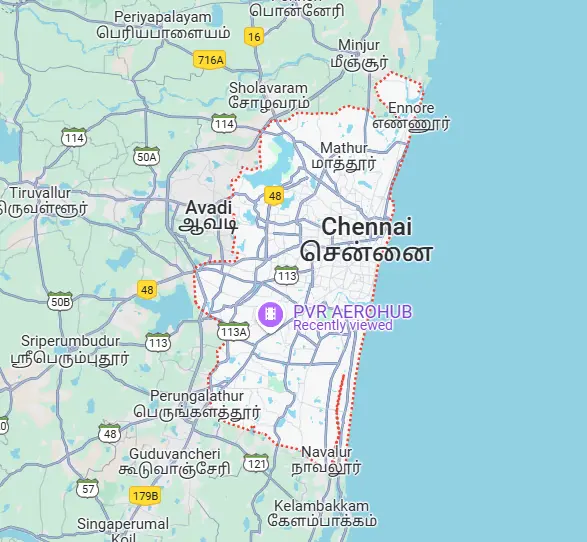 பொன்னேரி
Periyapalayam
பெரியபாளையம்
16
Minjur
மீஞ்சூர்
716A
Sholavaram
சோழவரம்
Ennore
எண்ணூர்
114
114
Mathur
மாத்தூர்
50A
Tiruvallur
திருவள்ளூர்
48
Avadi
ஆவடி
Chennai
சென்னை
113
48
50B
PVR AEROHUB
Recently viewed
113A
Sriperumbudur
ஸ்ரீபெரும்புதூர்
113
Perungalathur
பெருங்களத்தூர்
48
Guduvancheri
கூடுவாஞ்சேரி
Navalur
நாவலூர்
121
57
179B
Kelambakkam
கேளம்பாக்கம்
Singaperumal
Koil